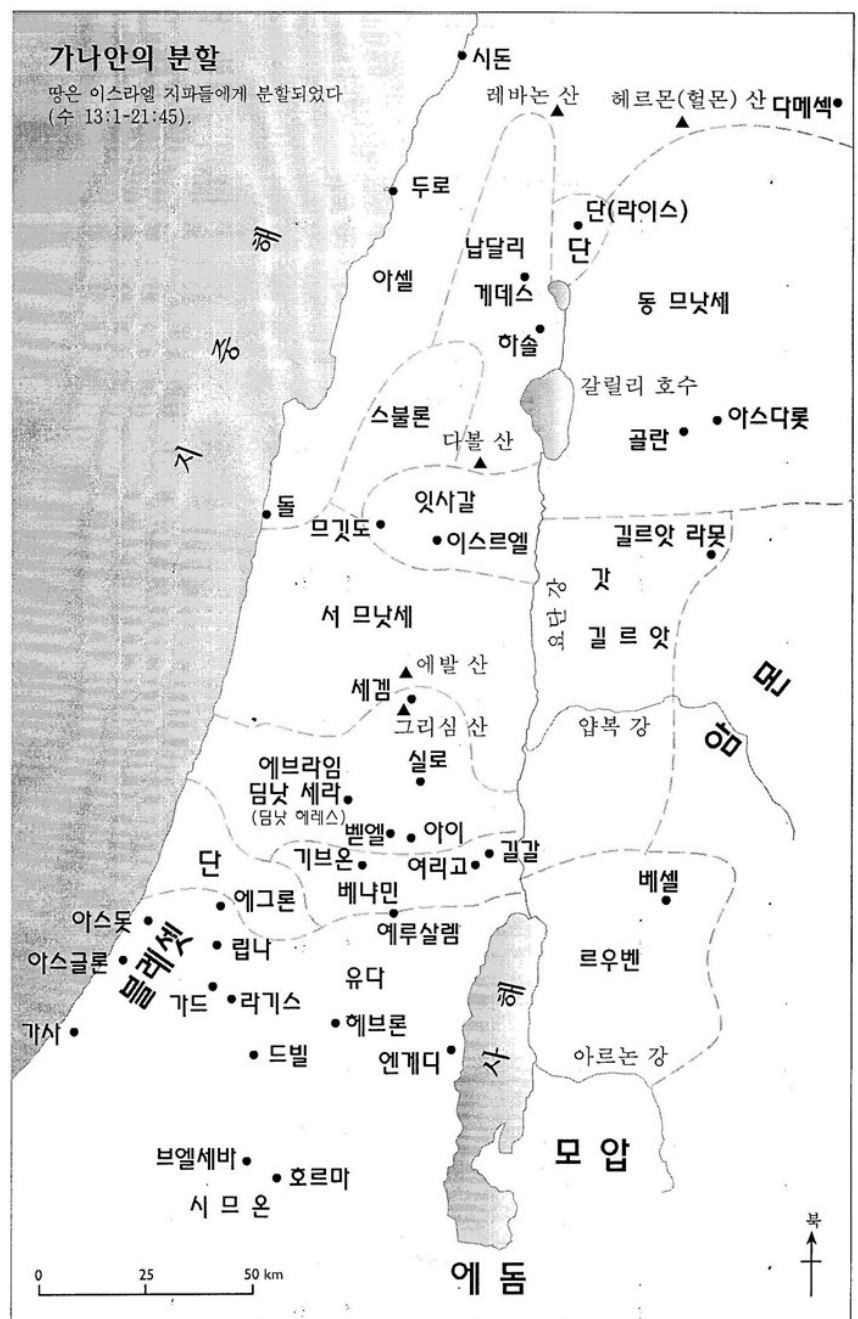 가나안의 분할
땅은 이스라엘 지파들에게 분할되었다
(수 13:1-21:45).
시돈
레바논 산
헤르몬(헐몬) 산
다메섹
두로
단(라이스)
단
납달리
게데스
아셀
동 므낫세
하솔
지중해
갈릴리 호수
스불론
다볼 산
골란
아스다롯
잇사갈
돌
므깃도
이스르엘
길르앗 라못
갓
길르앗
요단 강
서 므낫세
에발 산
세겜
그리심 산
얍복 강
암몬
에브라임
실로
딤낫 세라
(딤낫 헤레스)
벧엘
아이
길갈
기브온
여리고
단
베냐민
베셀
에그론
예루살렘
아스돗
립나
아스글론
블레셋
르우벤
유다
가드
라기스
헤브론
가사
드빌
엔게디
사해
아르논 강
모압
브엘세바
호르마
시므온
북
0 25 50 km
에돔